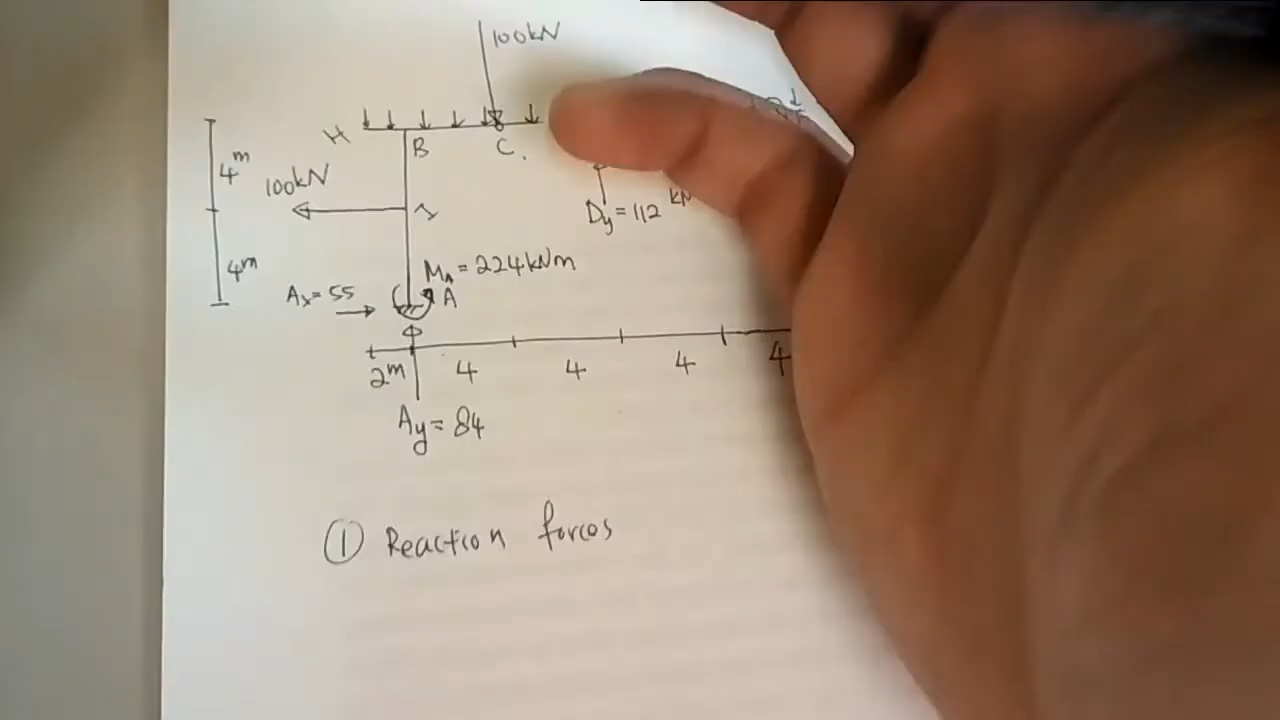 100kN
H
B
C.
4m
100kN
Dy = 112 kN
4m
MA = 224kNm
Ax = 55
A
2m 4 4 4 4
Ay = 84
① Reaction forces